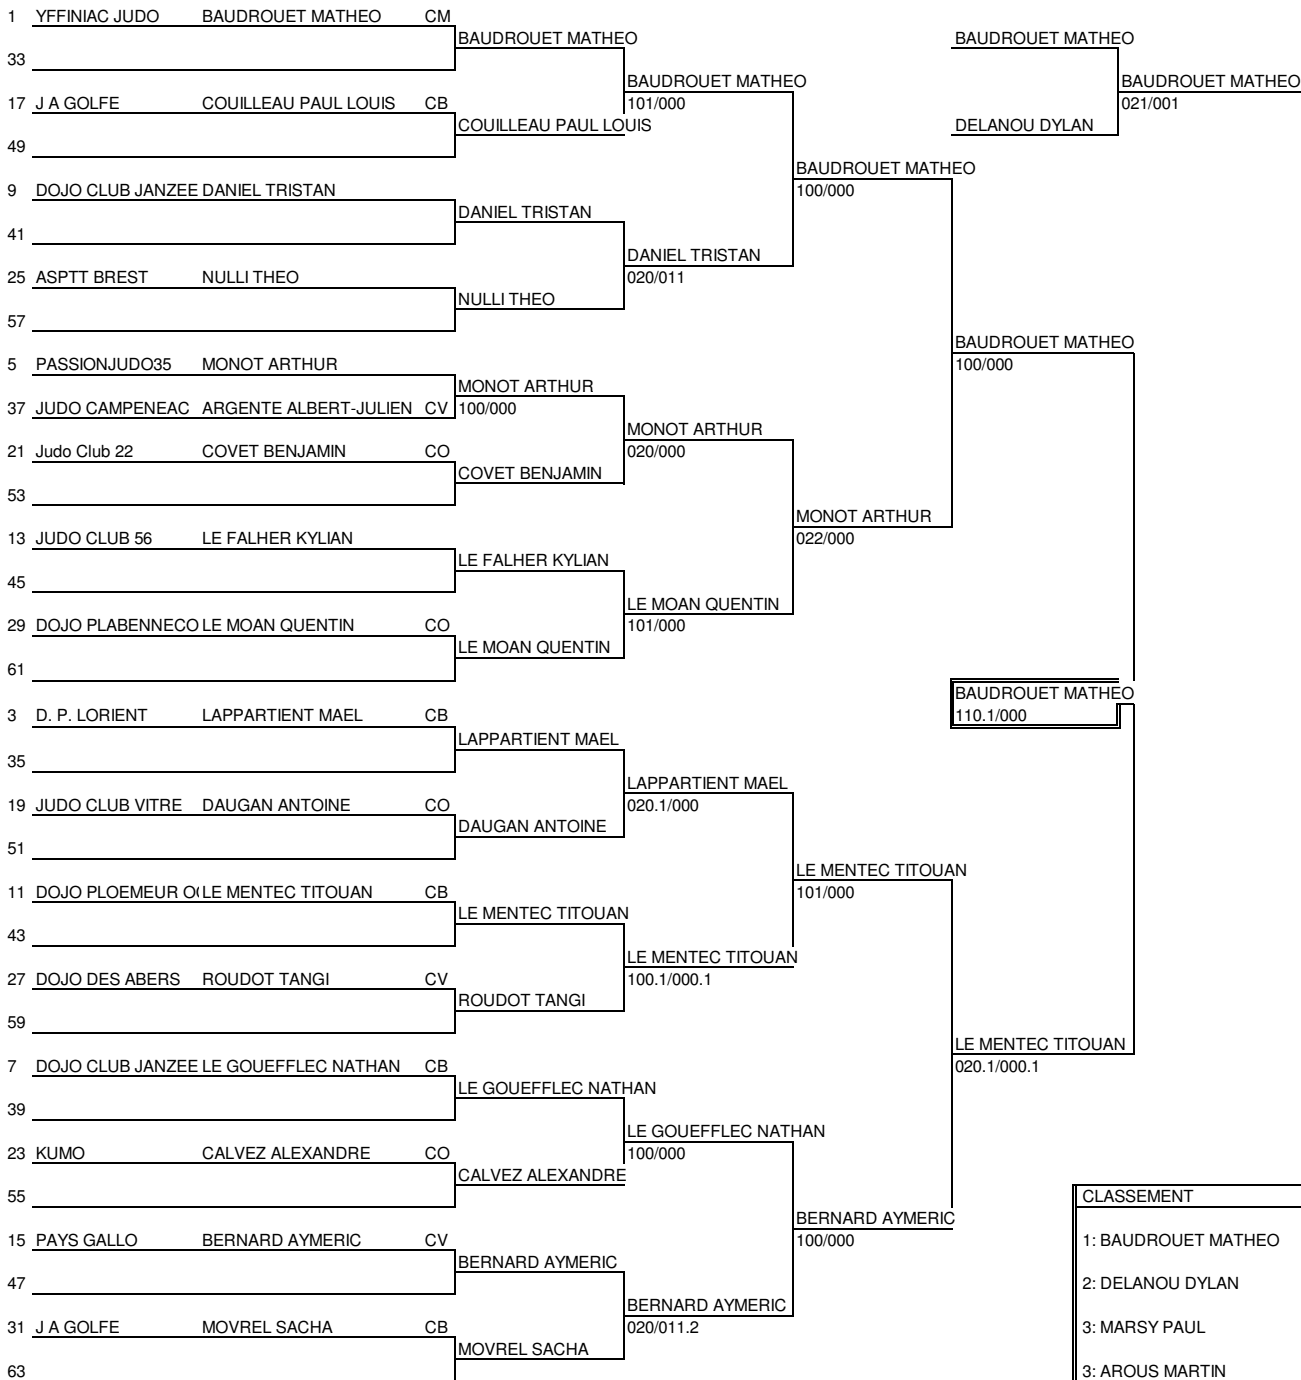 1 YFFINIAC JUDO BAUDROUET MATHEO CM
BAUDROUET MATHEO BAUDROUET MATHEO
33
BAUDROUET MATHEO BAUDROUET MATHEO
17 J A GOLFE COUILLEAU PAUL LOUIS CB 101/000 021/001
COUILLEAU PAUL LOUIS DELANOU DYLAN
49
BAUDROUET MATHEO
9 DOJO CLUB JANZEE DANIEL TRISTAN 100/000
DANIEL TRISTAN
41
DANIEL TRISTAN
25 ASPTT BREST NULLI THEO 020/011
NULLI THEO
57
BAUDROUET MATHEO
5 PASSIONJUDO35 MONOT ARTHUR 100/000
MONOT ARTHUR
37 JUDO CAMPENEAC ARGENTE ALBERT-JULIEN CV 100/000
MONOT ARTHUR
21 Judo Club 22 COVET BENJAMIN CO 020/000
COVET BENJAMIN
53
MONOT ARTHUR
13 JUDO CLUB 56 LE FALHER KYLIAN 022/000
LE FALHER KYLIAN
45
LE MOAN QUENTIN
29 DOJO PLABENNECO LE MOAN QUENTIN CO 101/000
LE MOAN QUENTIN
61
BAUDROUET MATHEO
3 D. P. LORIENT LAPPARTIENT MAEL CB 110.1/000
LAPPARTIENT MAEL
35
LAPPARTIENT MAEL
19 JUDO CLUB VITRE DAUGAN ANTOINE CO 020.1/000
DAUGAN ANTOINE
51
LE MENTEC TITOUAN
11 DOJO PLOEMEUR O( LE MENTEC TITOUAN CB 101/000
LE MENTEC TITOUAN
43
LE MENTEC TITOUAN
27 DOJO DES ABERS ROUDOT TANGI CV 100.1/000.1
ROUDOT TANGI
59
LE MENTEC TITOUAN
7 DOJO CLUB JANZEE LE GOUEFFLEC NATHAN CB 020.1/000.1
LE GOUEFFLEC NATHAN
39
LE GOUEFFLEC NATHAN
23 KUMO CALVEZ ALEXANDRE CO 100/000
CALVEZ ALEXANDRE
55 CLASSEMENT
BERNARD AYMERIC
15 PAYS GALLO BERNARD AYMERIC CV 100/000 1: BAUDROUET MATHEO
BERNARD AYMERIC
47 2: DELANOU DYLAN
BERNARD AYMERIC
31 J A GOLFE MOVREL SACHA CB 020/011.2 3: MARSY PAUL
MOVREL SACHA
63 3: AROUS MARTIN